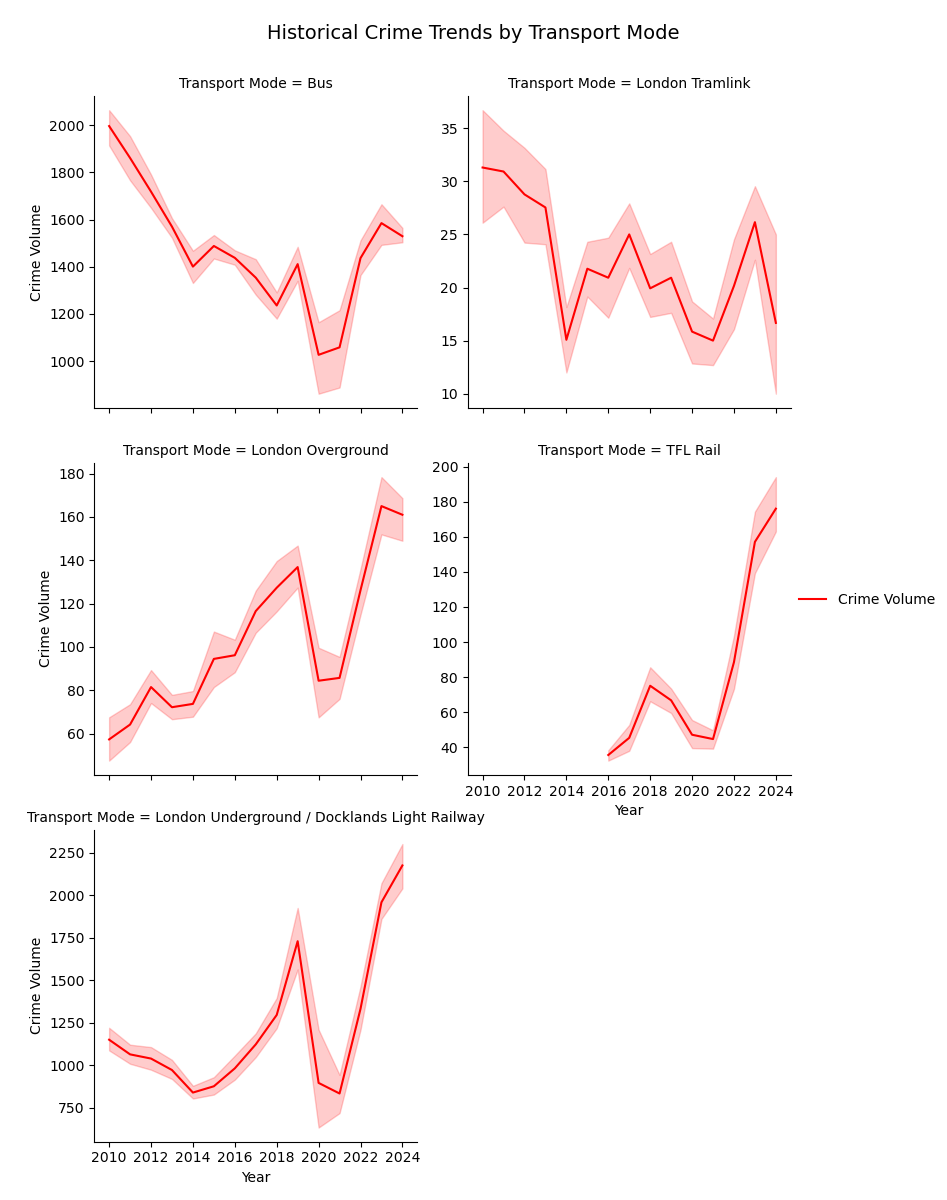 Historical Crime Trends by Transport Mode
Transport Mode = Bus
2000
1800
1600
1400
1200
1000
Crime Volume
Transport Mode = London Tramlink
35
30
25
20
15
10
Transport Mode = London Overground
180
160
140
120
100
80
60
Crime Volume
Transport Mode = TFL Rail
200
180
160
140
120
100
80
60
40
2010 2012 2014 2016 2018 2020 2022 2024
Year
Crime Volume
Transport Mode = London Underground / Docklands Light Railway
2250
2000
1750
1500
1250
1000
750
Crime Volume
2010 2012 2014 2016 2018 2020 2022 2024
Year